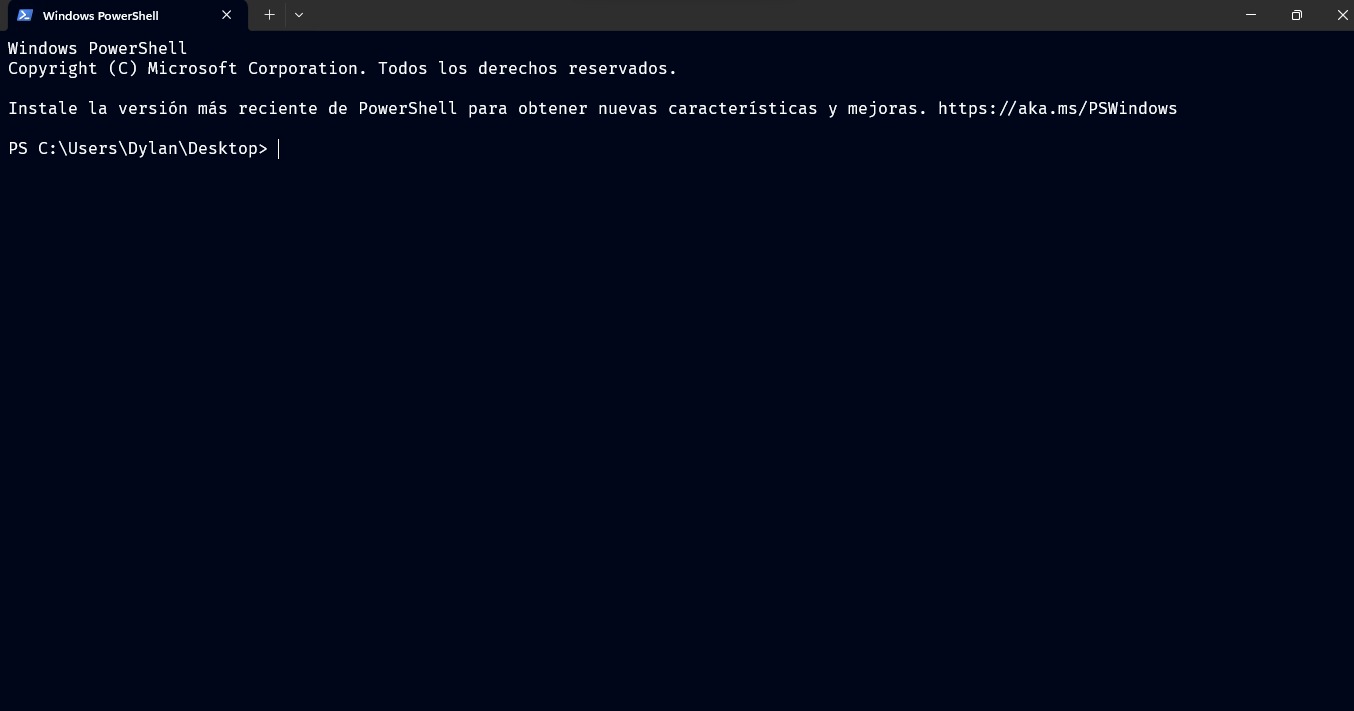 Windows PowerShell
Windows PowerShell
Copyright (C) Microsoft Corporation. Todos los derechos reservados.
Instale la versión más reciente de PowerShell para obtener nuevas características y mejoras. https://aka.ms/PSWindows
PS C:\Users\Dylan\Desktop>